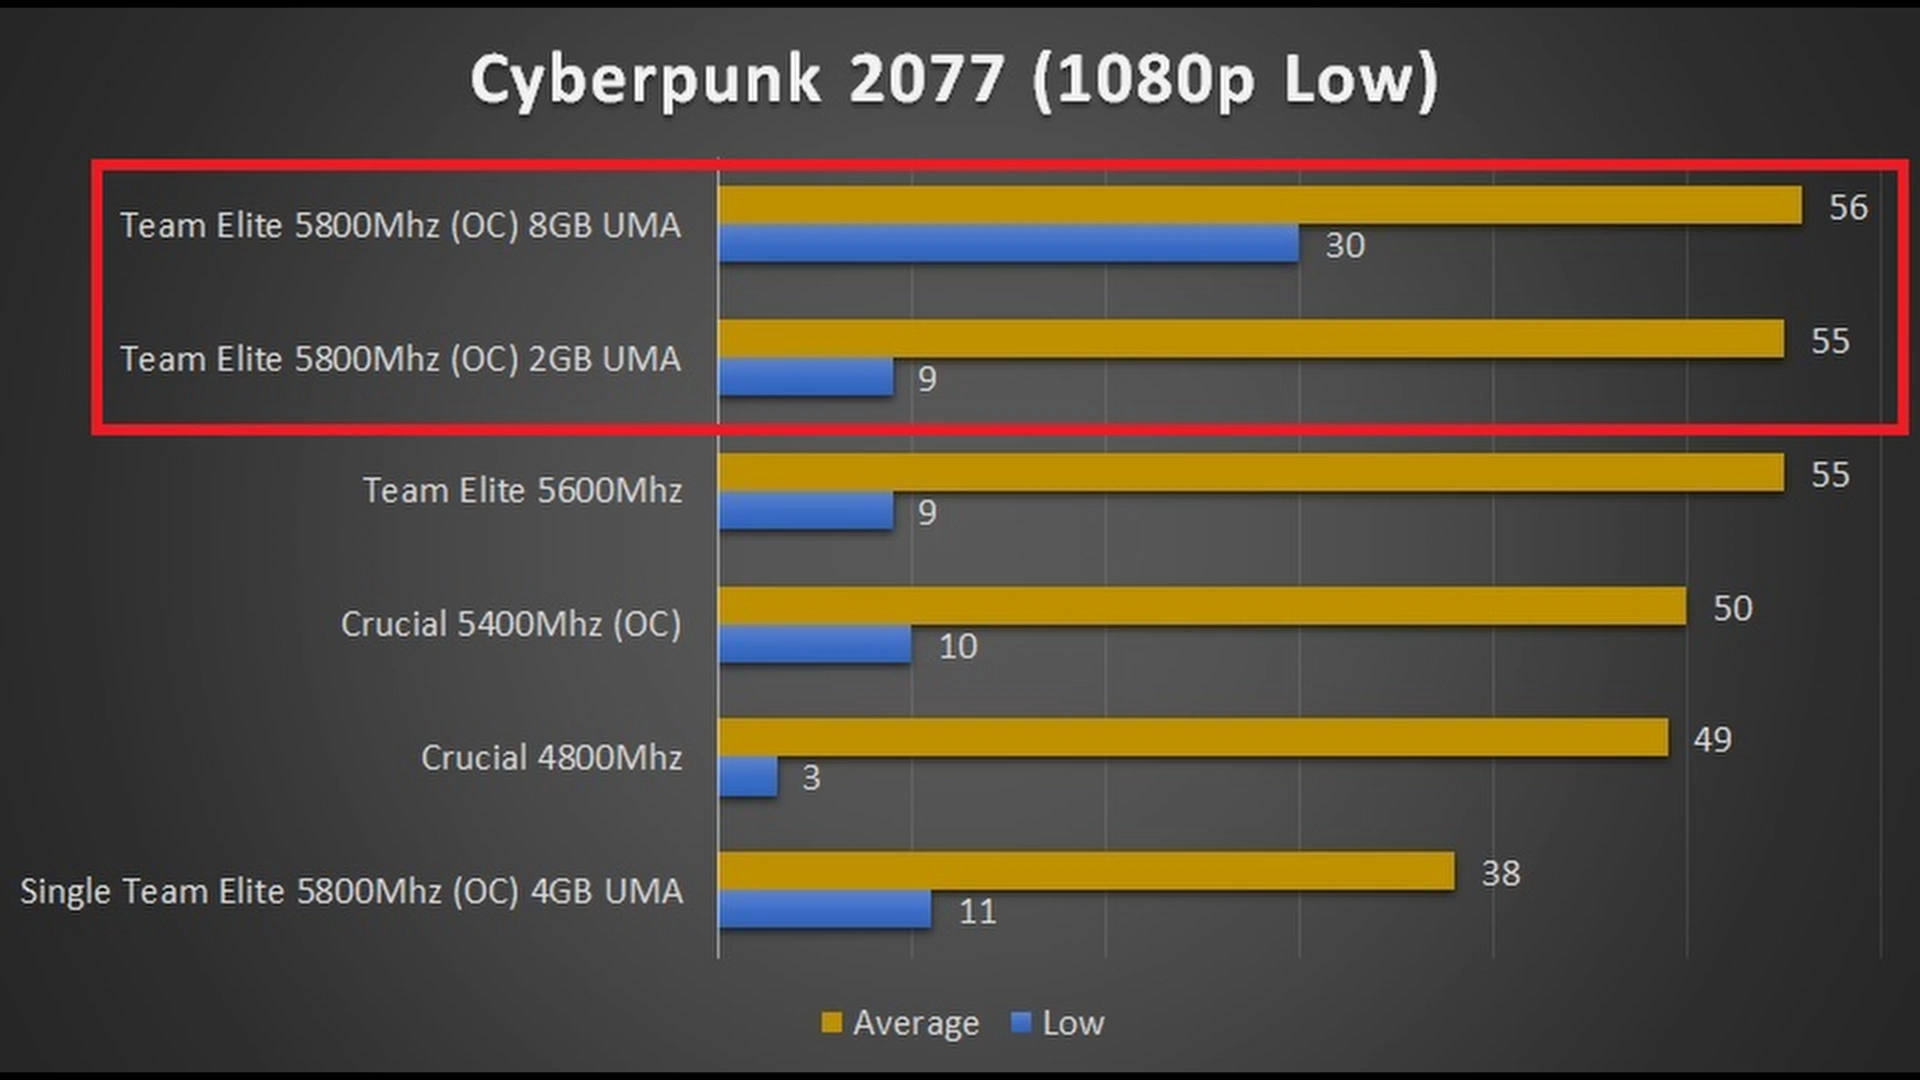 Cyberpunk 2077 (1080p Low)
Team Elite 5800Mhz (OC) 8GB UMA
56
30
Team Elite 5800Mhz (OC) 2GB UMA
55
9
Team Elite 5600Mhz
55
9
Crucial 5400Mhz (OC)
50
10
Crucial 4800Mhz
49
3
Single Team Elite 5800Mhz (OC) 4GB UMA
38
11
Average Low